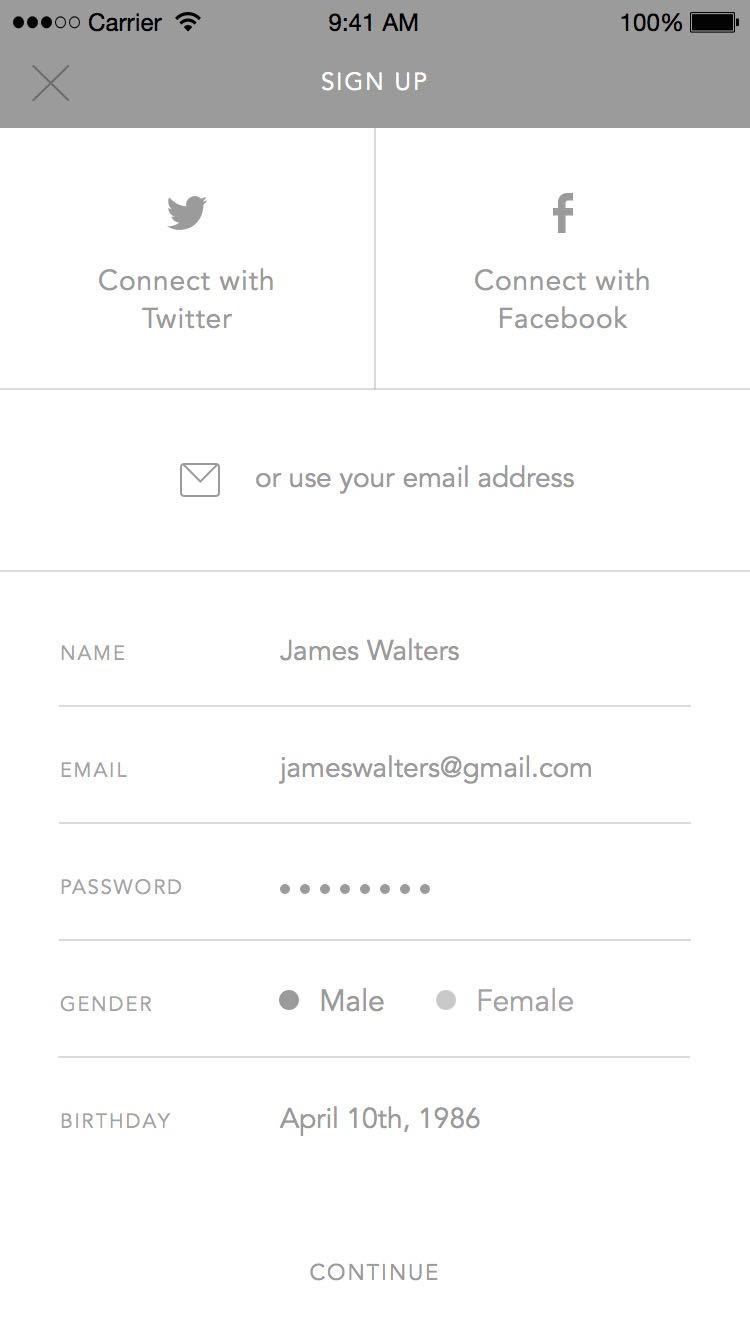 Carrier 9:41 AM 100%
SIGN UP
Connect with
Twitter
Connect with
Facebook
or use your email address
NAME James Walters
EMAIL jameswalters@gmail.com
PASSWORD ••••••••
GENDER Male Female
BIRTHDAY April 10th, 1986
CONTINUE